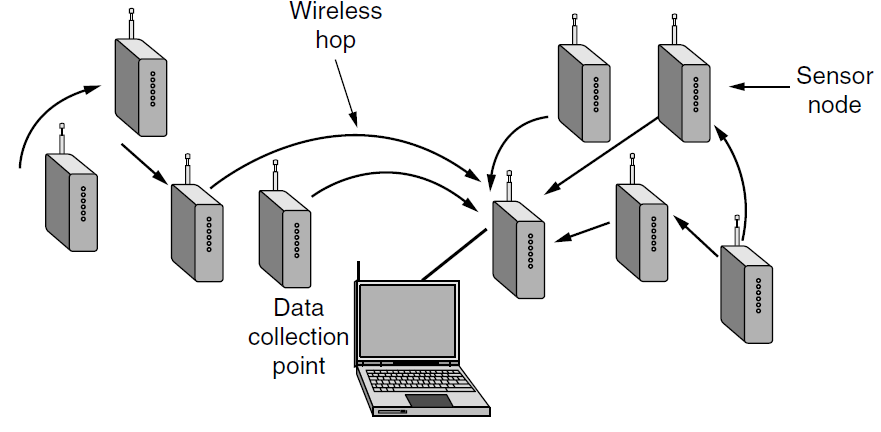 Wireless
hop
Sensor
node
Data
collection
point